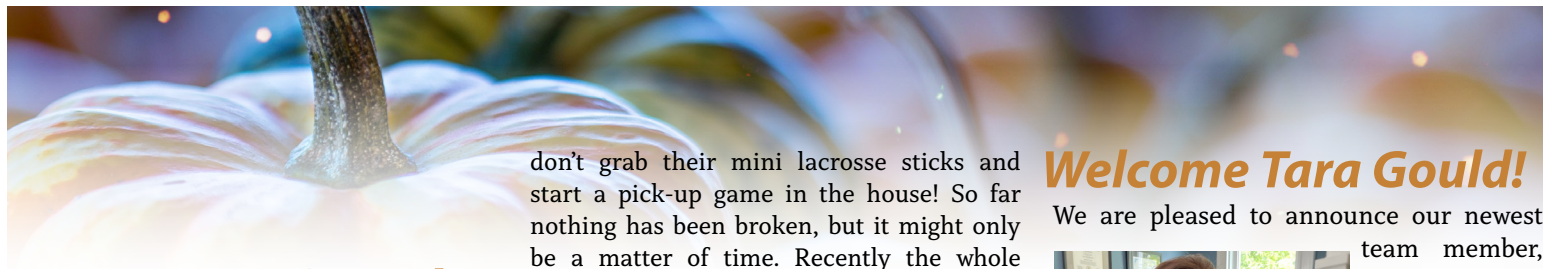 don't grab their mini lacrosse sticks and
start a pick-up game in the house! So far
nothing has been broken, but it might only
be a matter of time. Recently the whole
Welcome Tara Gould!
We are pleased to announce our newest
team member,